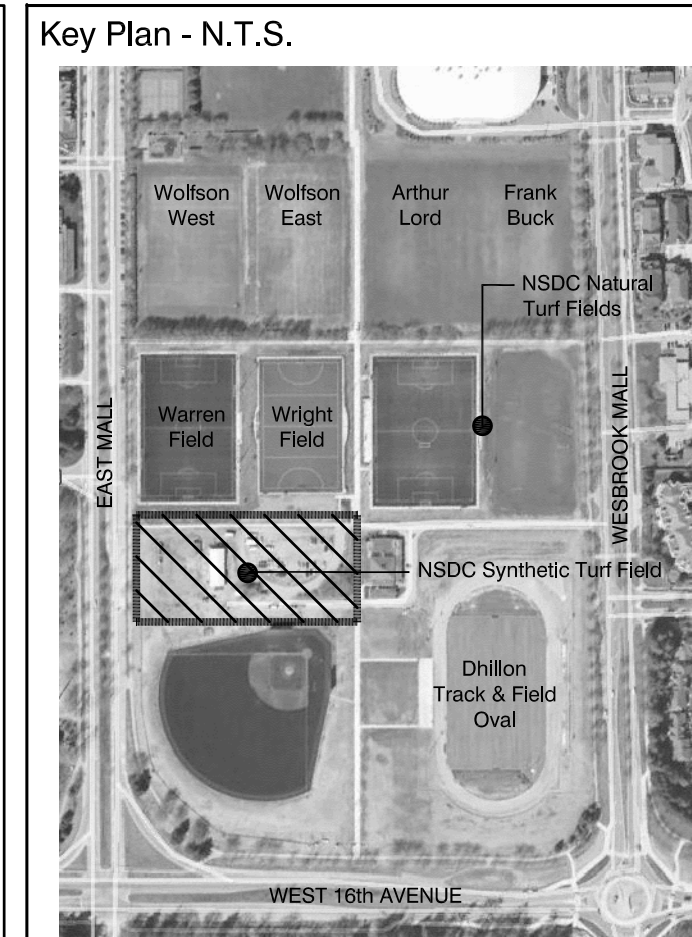 Key Plan - N.T.S.
Wolfson
West
Wolfson
East
Arthur
Lord
Frank
Buck
NSDC Natural
Turf Fields
Warren
Field
Wright
Field
EAST MALL
WESBROOK MALL
NSDC Synthetic Turf Field
Dhillon
Track & Field
Oval
WEST 16th AVENUE